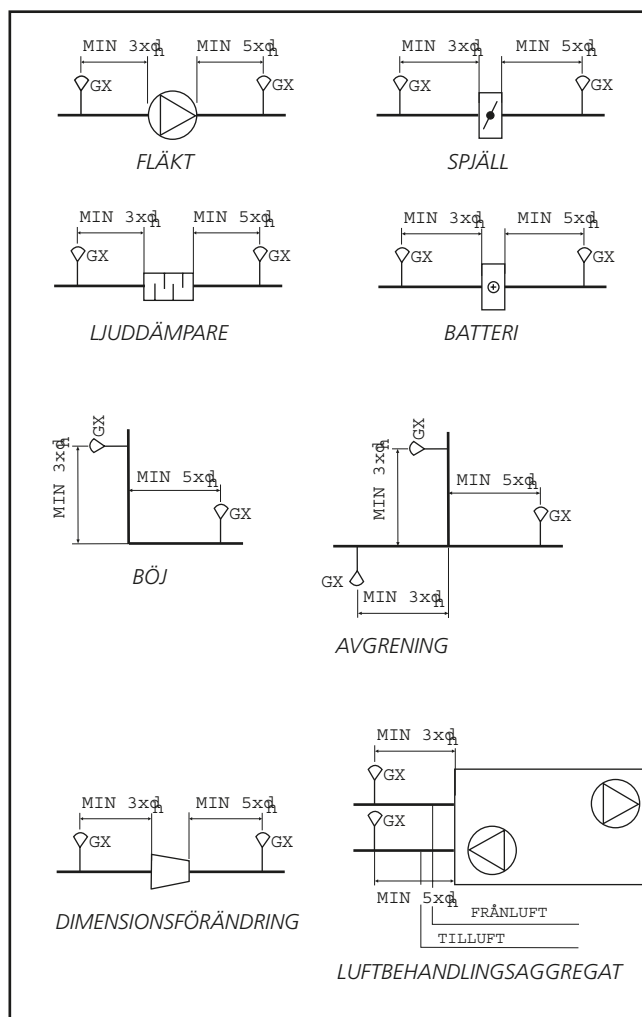 MIN 3xdh MIN 5xdh
GX GX
FLÄKT
MIN 3xdh MIN 5xdh
GX GX
SPJÄLL
MIN 3xdh MIN 5xdh
GX GX
LJUDDÄMPARE
MIN 3xdh MIN 5xdh
GX GX
BATTERI
GX
MIN 3xdh
MIN 5xdh
GX
BÖJ
GX
MIN 3xdh
MIN 5xdh
GX
GX
MIN 3xdh
AVGRENING
MIN 3xdh MIN 5xdh
GX GX
DIMENSIONSFÖRÄNDRING
MIN 3xdh
GX
GX
MIN 5xdh
FRÅNLUFT
TILLUFT
LUFTBEHANDLINGSAGGREGAT